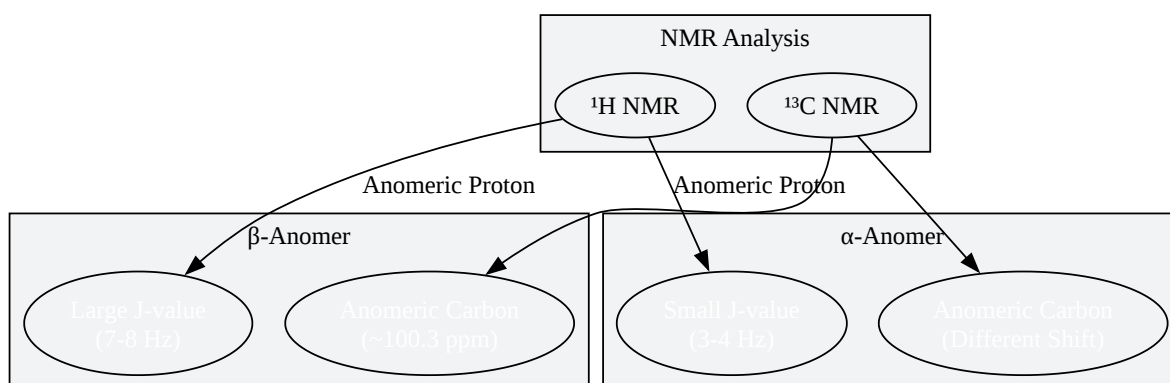 NMR Analysis
¹H NMR
¹³C NMR
Anomeric Proton
Anomeric Proton
β-Anomer
α-Anomer
Large J-value
(7-8 Hz)
Anomeric Carbon
(~100.3 ppm)
Small J-value
(3-4 Hz)
Anomeric Carbon
(Different Shift)